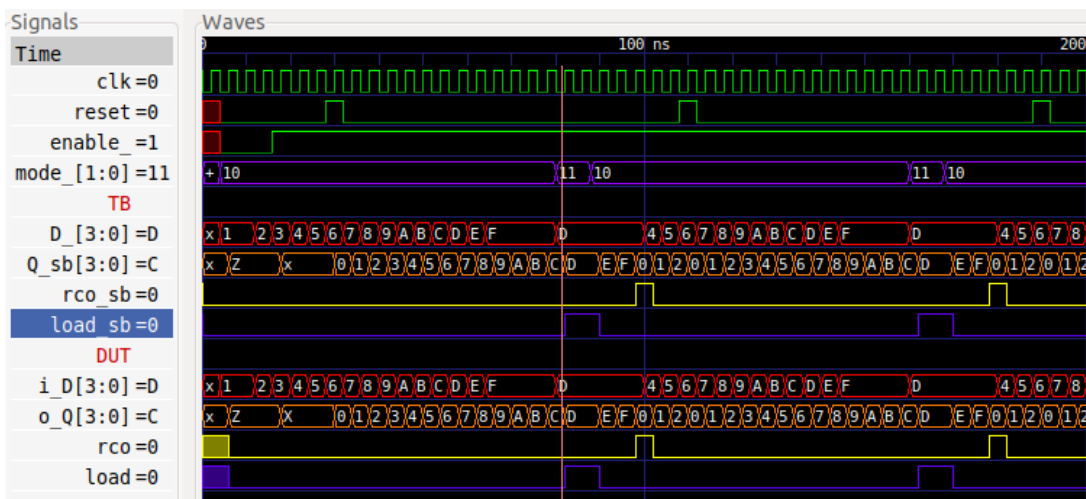 Signals Waves
Time 0 100 ns 200
clk=0
reset=0
enable_=1
mode_[1:0]=11 + 10 11 10 11 10
TB
D_[3:0]=D x 1 2 3 4 5 6 7 8 9 A B C D E F D 4 5 6 7 8 9 A B C D E F D 4 5 6 7 8
Q_sb[3:0]=C x Z x 0 1 2 3 4 5 6 7 8 9 A B C D E F 0 1 2 0 1 2 3 4 5 6 7 8 9 A B C D E F 0 1 2 0 1 2
rco_sb=0
load_sb=0
DUT
i_D[3:0]=D x 1 2 3 4 5 6 7 8 9 A B C D E F D 4 5 6 7 8 9 A B C D E F D 4 5 6 7 8
o_Q[3:0]=C x Z X 0 1 2 3 4 5 6 7 8 9 A B C D E F 0 1 2 0 1 2 3 4 5 6 7 8 9 A B C D E F 0 1 2 0 1 2
rco=0
load=0